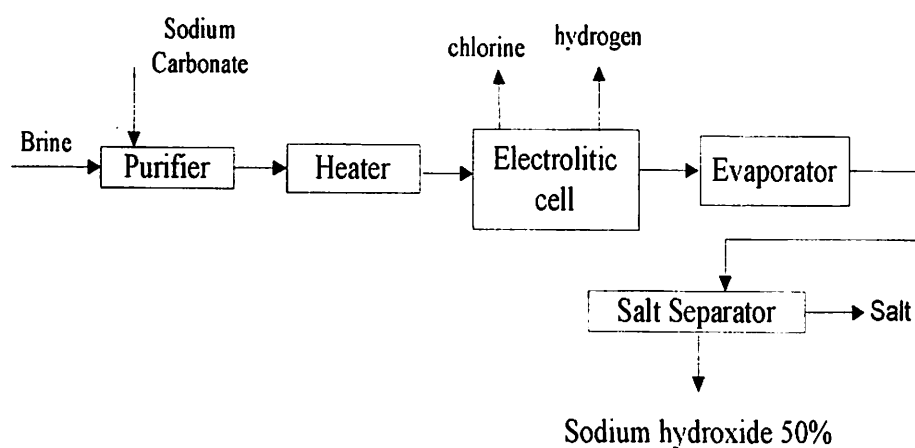 Sodium
Carbonate
chlorine
hydrogen
Brine
Purifier
Heater
Electrolitic
cell
Evaporator
Salt Separator
Salt
Sodium hydroxide 50%